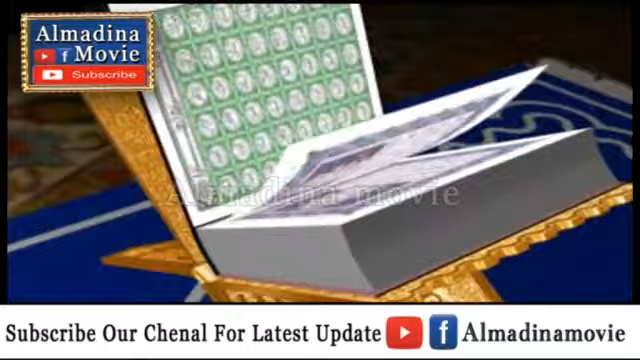 Almadina
Movie
Subscribe
Almadina movie
Subscribe Our Chenal For Latest Update Almadinamovie